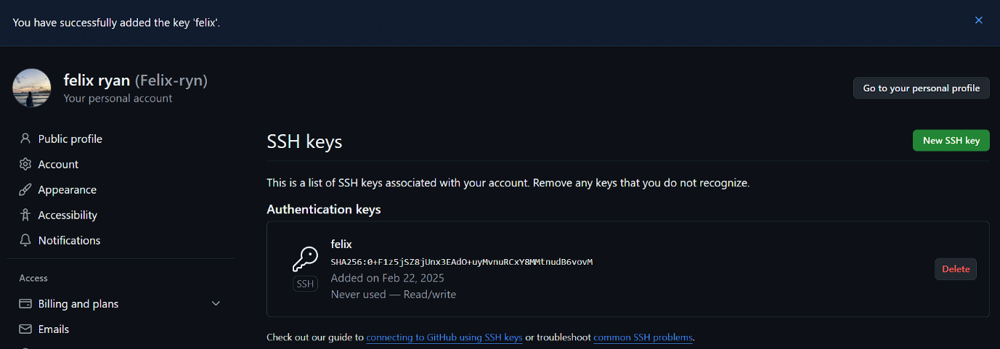 You have successfully added the key 'felix'.
felix ryan (Felix-ryn)
Your personal account
Go to your personal profile
Public profile
Account
Appearance
Accessibility
Notifications
Access
Billing and plans
Emails
SSH keys
New SSH key
This is a list of SSH keys associated with your account. Remove any keys that you do not recognize.
Authentication keys
SSH
felix
SHA256:0+F1z5jSZ8jUnx3EAdO+uyMvnuRCxY8MMtnudB6vovM
Added on Feb 22, 2025
Never used — Read/write
Delete
Check out our guide to connecting to GitHub using SSH keys or troubleshoot common SSH problems.